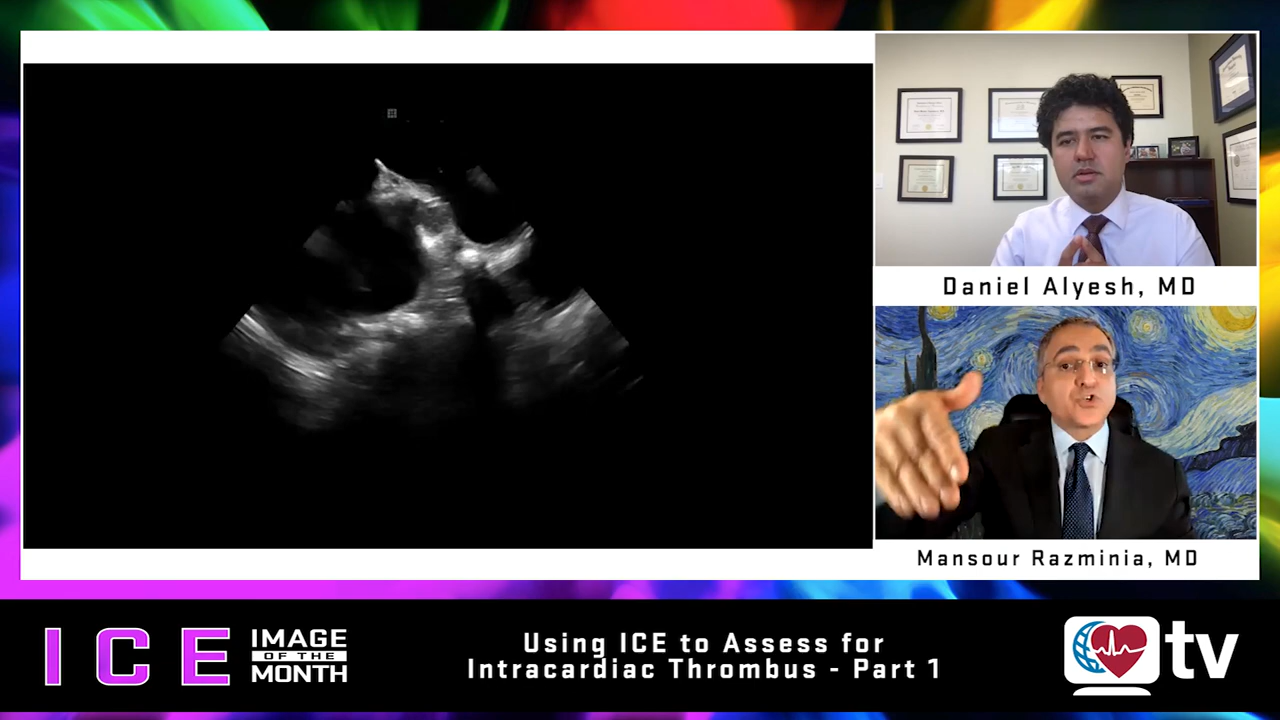 Daniel Alyesh, MD
Mansour Razminia, MD
ICE
IMAGE
OF THE
MONTH
Using ICE to Assess for
Intracardiac Thrombus - Part 1
tv